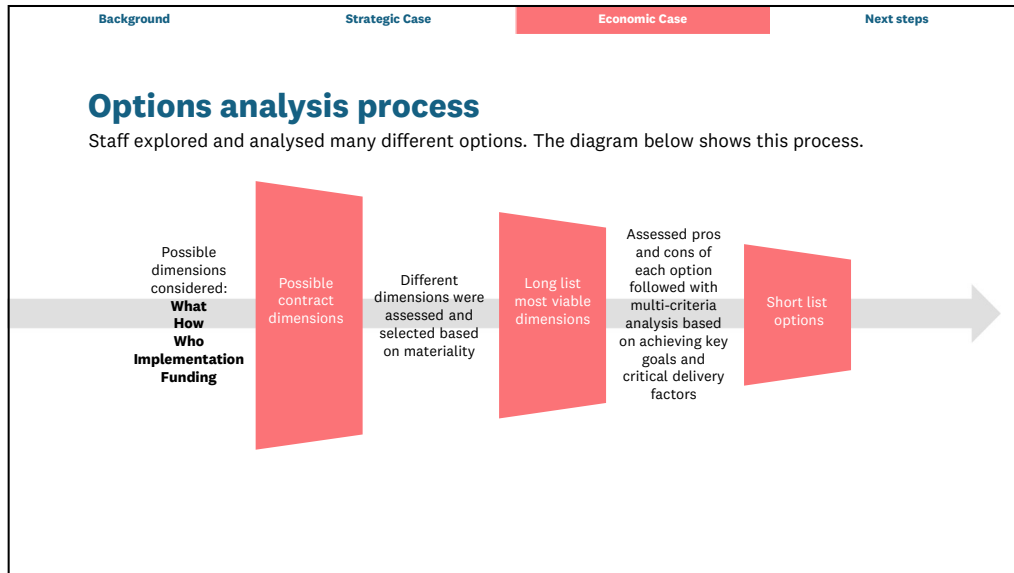 Background
Strategic Case
Economic Case
Next steps
Options analysis process
Staff explored and analysed many different options. The diagram below shows this process.
Possible
dimensions
considered:
What
How
Who
Implementation
Funding
Possible
contract
dimensions
Different
dimensions were
assessed and
selected based
on materiality
Long list
most viable
dimensions
Assessed pros
and cons of
each option
followed with
multi-criteria
analysis based
on achieving key
goals and
critical delivery
factors
Short list
options